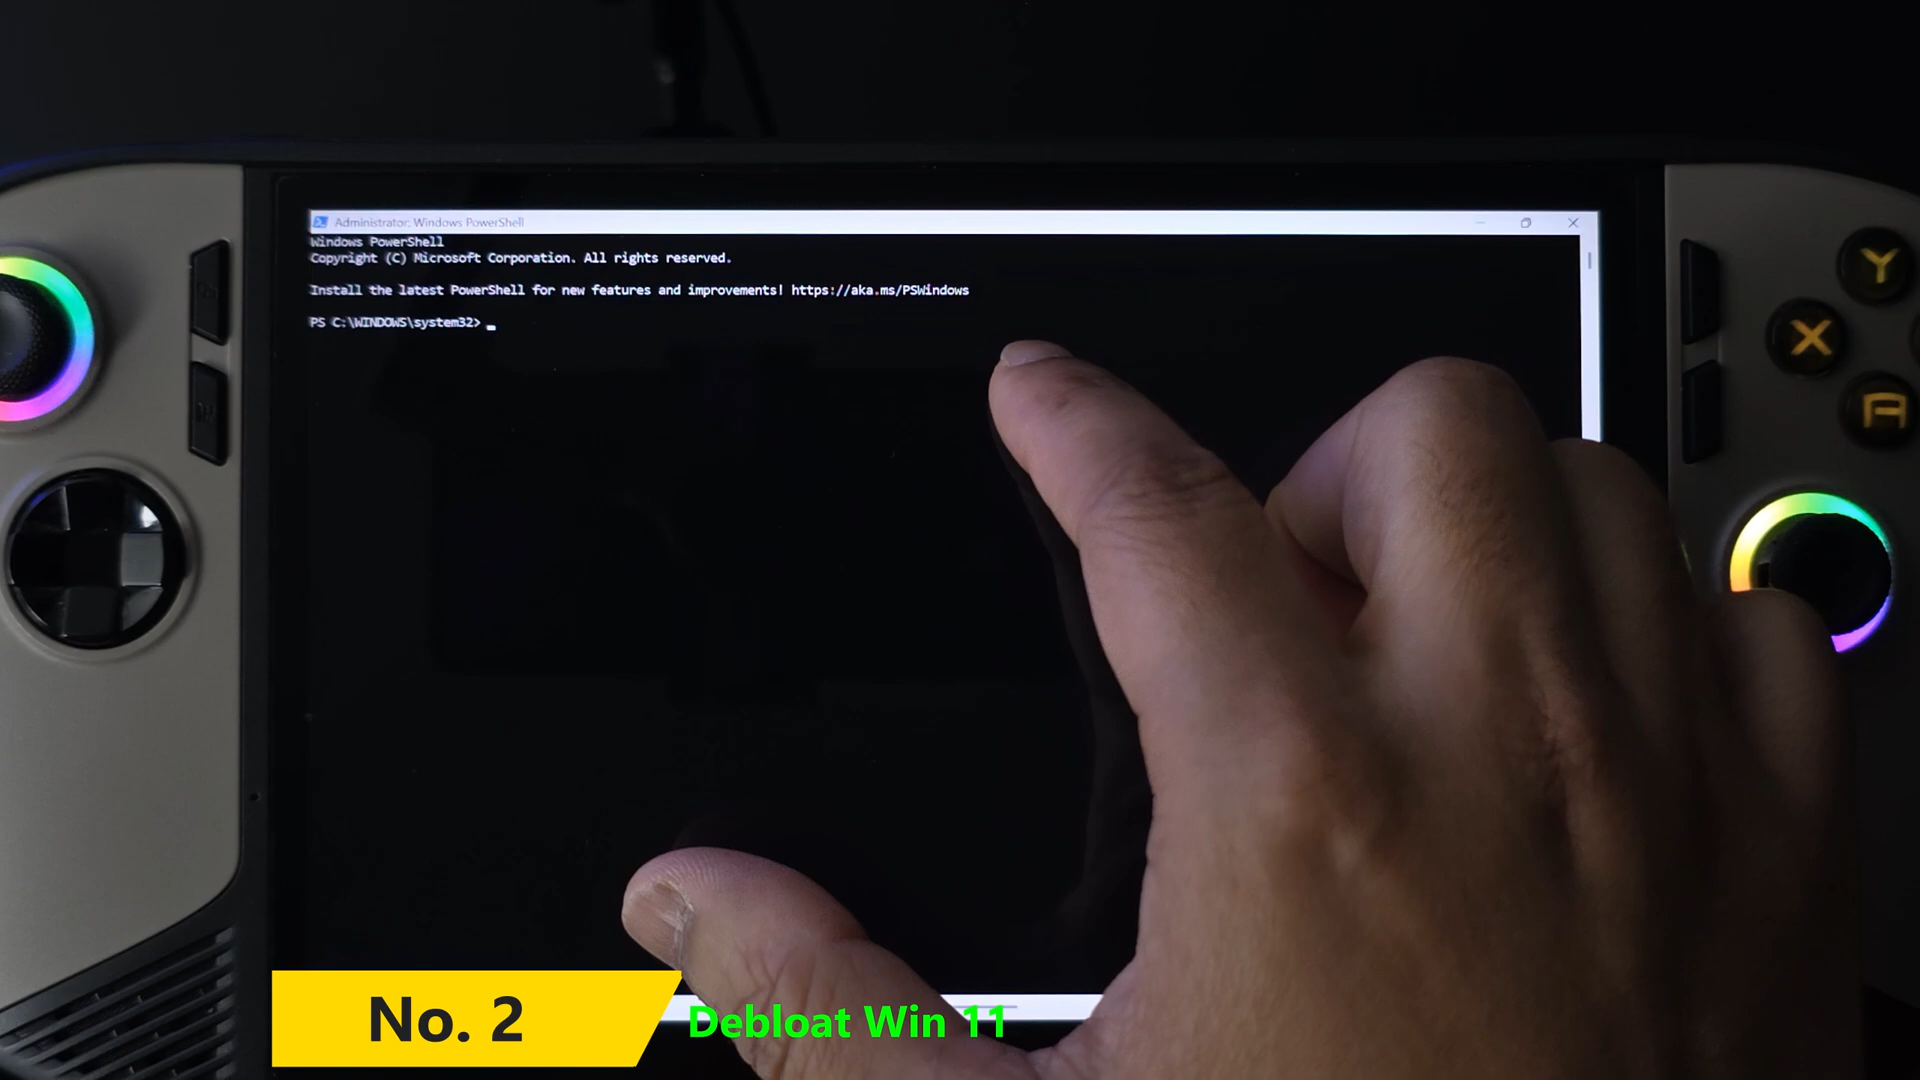 Administrator: Windows PowerShell
Windows PowerShell
Copyright (C) Microsoft Corporation. All rights reserved.
Install the latest PowerShell for new features and improvements! https://aka.ms/PSWindows
PS C:\WINDOWS\system32>
Y
X
A
No. 2
Debloat Win 11